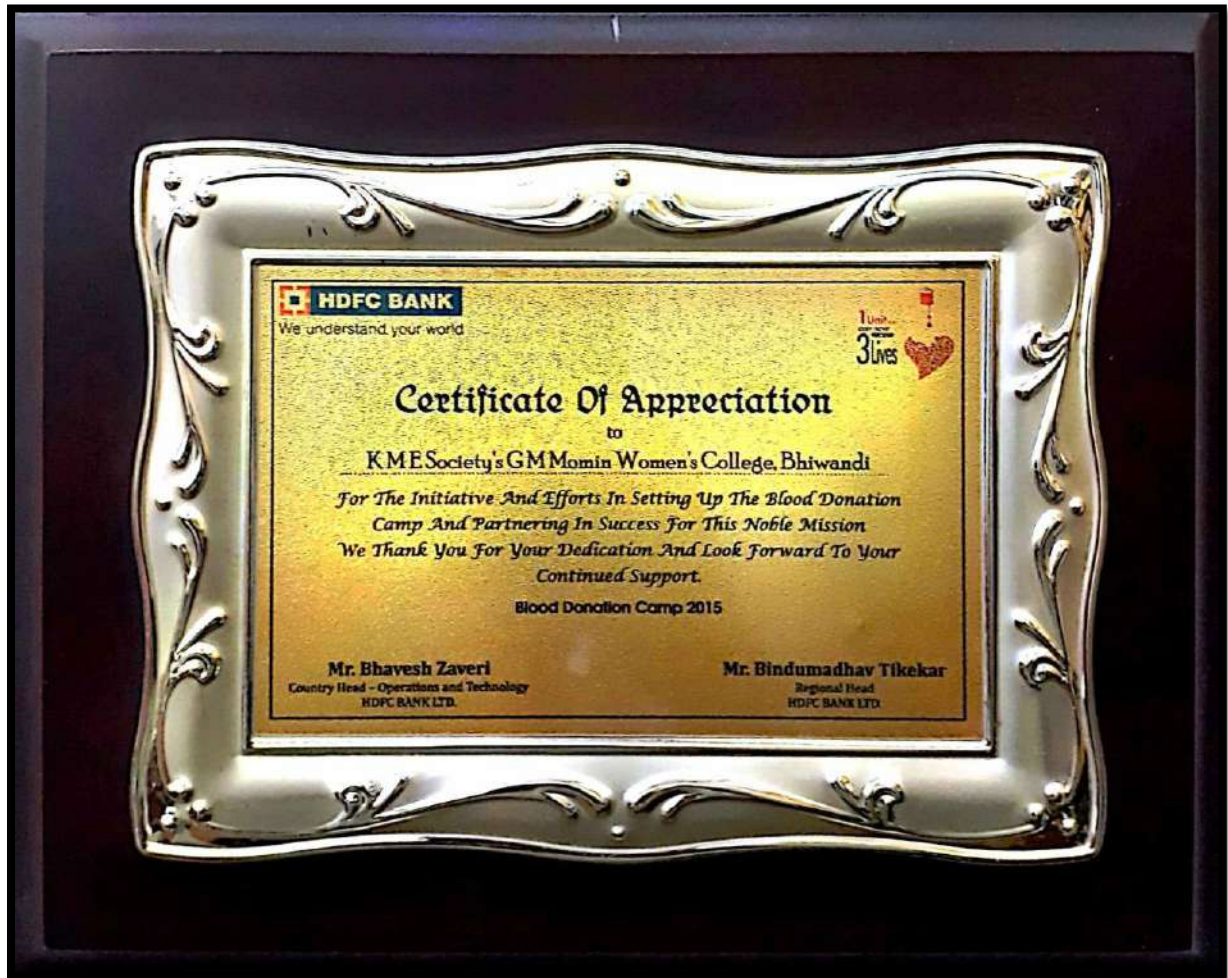 HDFC BANK
We understand your world
1 Unit
3 Lives
Certificate Of Appreciation
to
K M E Society's G M Momin Women's College, Bhiwandi
For The Initiative And Efforts In Setting Up The Blood Donation
Camp And Partnering In Success For This Noble Mission
We Thank You For Your Dedication And Look Forward To Your
Continued Support.
Blood Donation Camp 2015
Mr. Bhavesh Zaveri
Country Head – Operations and Technology
HDFC BANK LTD.
Mr. Bindumadhav Tikekar
Regional Head
HDFC BANK LTD.